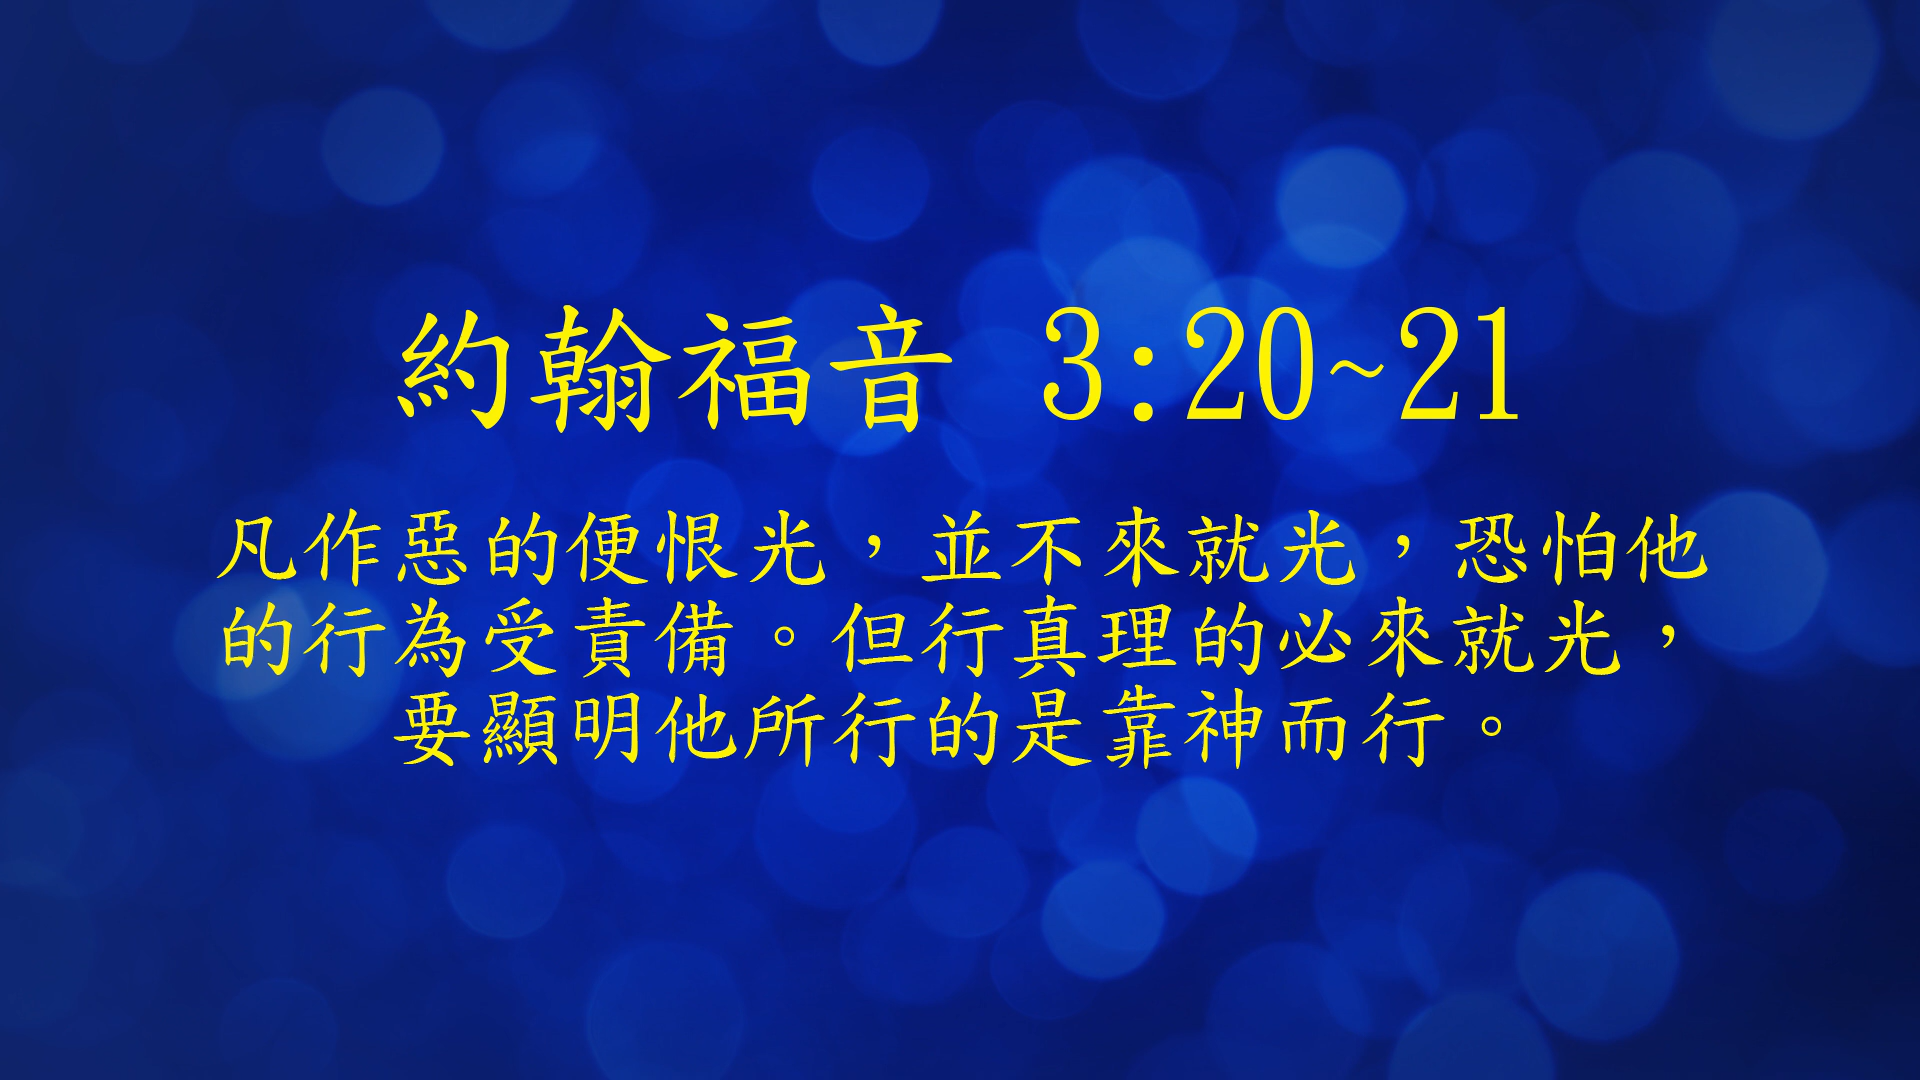 約翰福音 3:20~21
凡作惡的便恨光，並不來就光，恐怕他
的行為受責備。但行真理的必來就光，
要顯明他所行的是靠神而行。